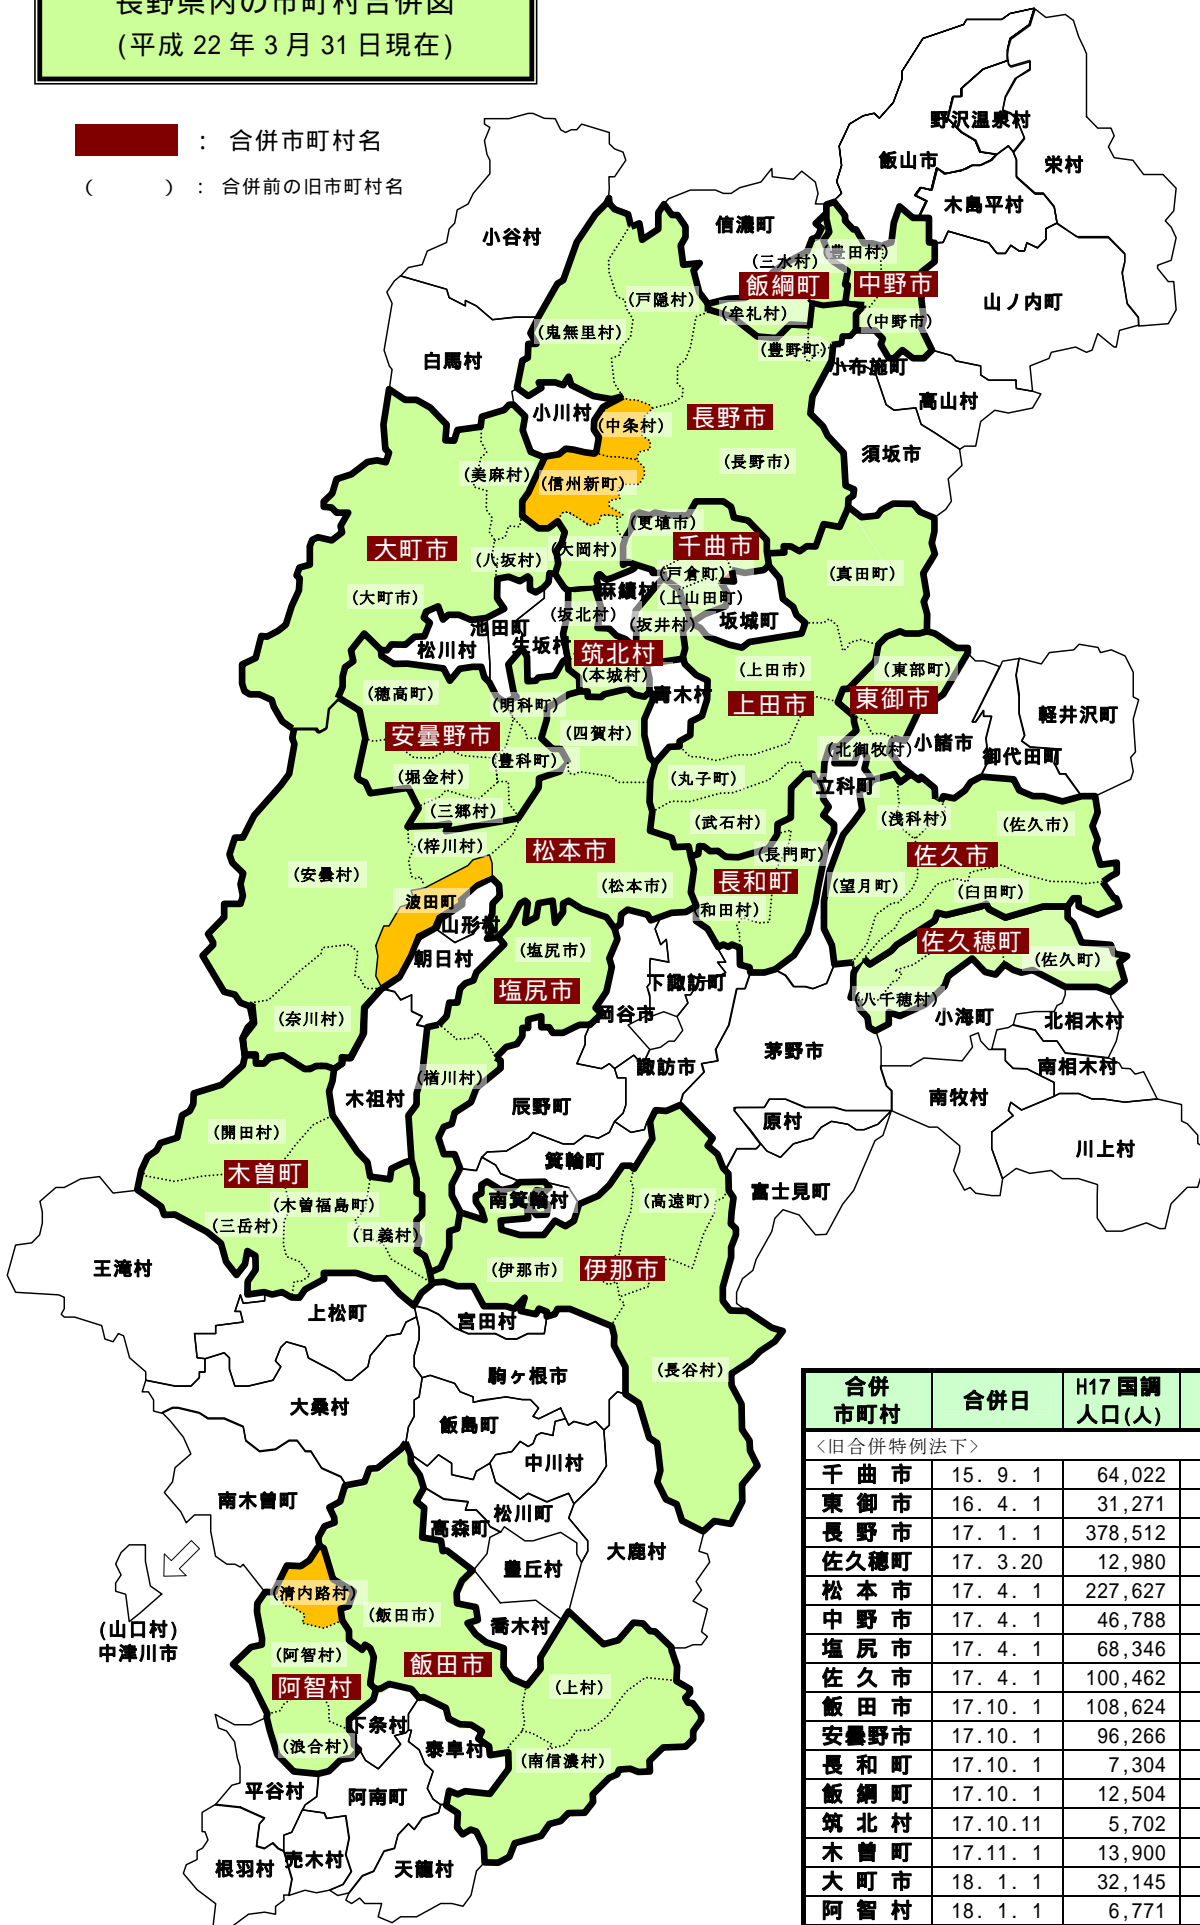 長野県内の市町村合併図
(平成 22 年 3 月 31 日現在)
： 合併市町村名
（　　　）： 合併前の旧市町村名
野沢温泉村
飯山市
栄村
木島平村
信濃町
小谷村
(三水村)
(豊田村)
飯綱町
中野市
山ノ内町
(戸隠村)
(牟礼村)
(中野市)
(鬼無里村)
(豊野町)
白馬村
小布施町
高山村
小川村
(中条村)
長野市
須坂市
(長野市)
(美麻村)
(信州新町)
(更埴市)
大町市
(八坂村)
(大岡村)
千曲市
(戸倉町)
(真田町)
(大町市)
麻績村
(上山田町)
(坂北村)
(坂井村)
坂城町
池田町
生坂村
松川村
筑北村
(本城村)
(上田市)
(東部町)
(穂高町)
(明科町)
青木村
上田市
東御市
軽井沢町
安曇野市
(四賀村)
(豊科町)
(北御牧村)
小諸市
御代田町
(堀金村)
(丸子町)
立科町
(三郷村)
(武石村)
(浅科村)
(佐久市)
(梓川村)
松本市
(長門町)
佐久市
(安曇村)
(松本市)
長和町
(望月町)
(臼田町)
波田町
(和田村)
山形村
朝日村
(塩尻市)
佐久穂町
(佐久町)
塩尻市
下諏訪町
(八千穂村)
(奈川村)
岡谷市
小海町
北相木村
茅野市
諏訪市
南相木村
(楢川村)
木祖村
辰野町
南牧村
原村
(開田村)
川上村
箕輪町
木曽町
富士見町
(木曽福島町)
南箕輪村
(高遠町)
(三岳村)
(日義村)
王滝村
(伊那市)
伊那市
上松町
宮田村
駒ヶ根市
(長谷村)
大桑村
飯島町
中川村
南木曽町
松川町
高森町
大鹿村
豊丘村
(清内路村)
(飯田市)
喬木村
(山口村)
中津川市
(阿智村)
飯田市
阿智村
(上村)
下条村
(浪合村)
泰阜村
(南信濃村)
平谷村
阿南町
根羽村
売木村
天龍村
合併市町村 合併日 H17国調人口(人)
<旧合併特例法下>
千曲市 15. 9. 1 64,022
東御市 16. 4. 1 31,271
長野市 17. 1. 1 378,512
佐久穂町 17. 3.20 12,980
松本市 17. 4. 1 227,627
中野市 17. 4. 1 46,788
塩尻市 17. 4. 1 68,346
佐久市 17. 4. 1 100,462
飯田市 17.10. 1 108,624
安曇野市 17.10. 1 96,266
長和町 17.10. 1 7,304
飯綱町 17.10. 1 12,504
筑北村 17.10.11 5,702
木曽町 17.11. 1 13,900
大町市 18. 1. 1 32,145
阿智村 18. 1. 1 6,771